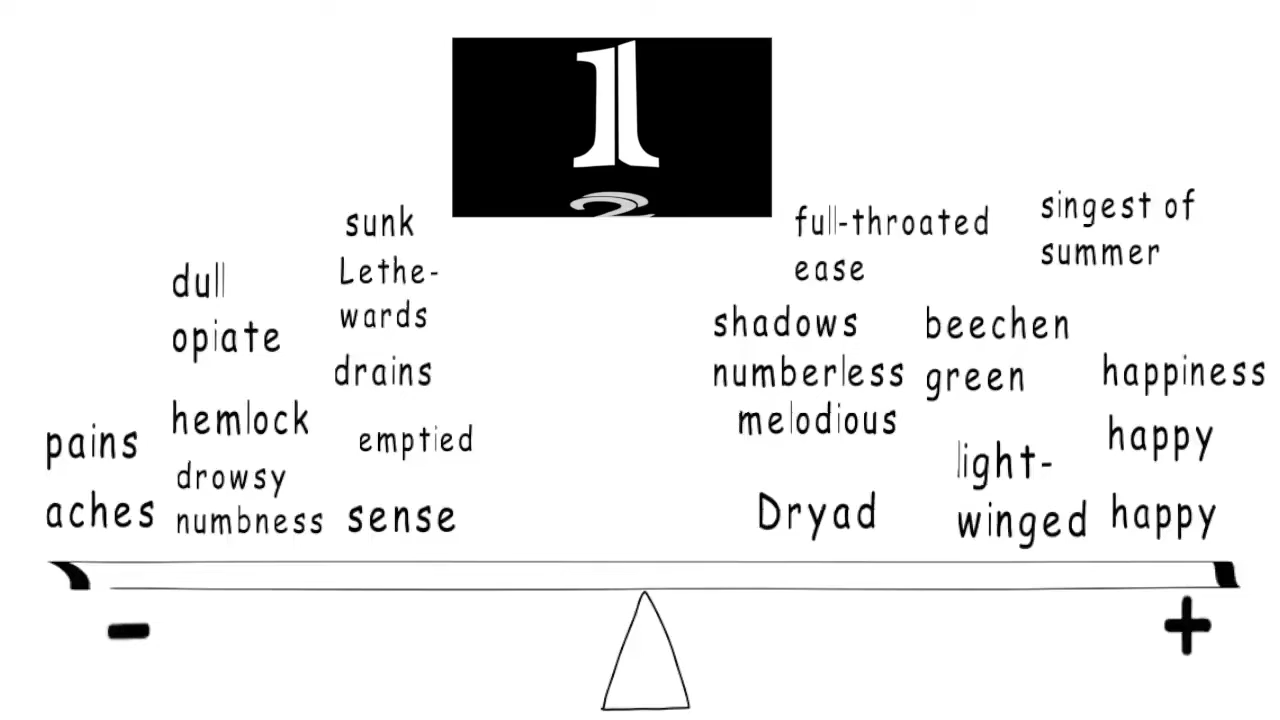 1
2
sunk
Lethe-
wards
drains
emptied
sense
dull
opiate
hemlock
drowsy
numbness
pains
aches
full-throated
ease
singest of
summer
shadows
numberless
melodious
beechen
green
happiness
happy
light-
winged
happy
Dryad
-
+